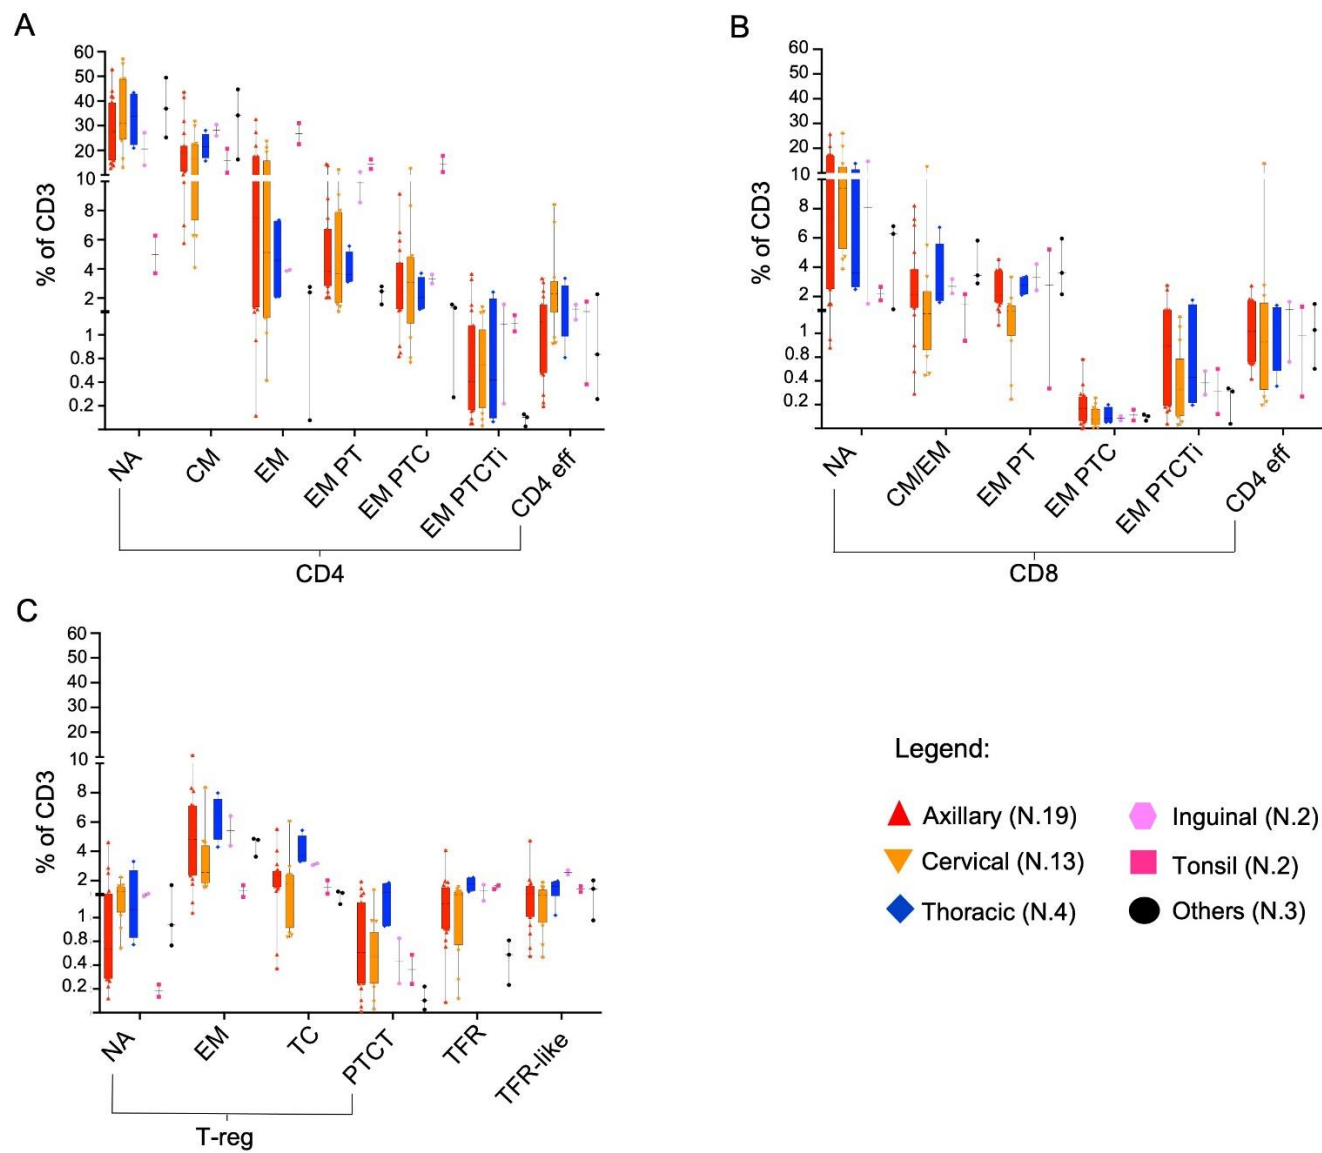 A
% of CD3
60
50
40
30
20
10
8
6
4
2
1
0.8
0.4
0.2
NA
CM
EM
EM PT
EM PTC
EM PTCTi
CD4 eff
CD4
B
% of CD3
60
50
40
30
20
10
8
6
4
2
1
0.8
0.4
0.2
NA
CM/EM
EM PT
EM PTC
EM PTCTi
CD4 eff
CD8
C
% of CD3
60
50
40
30
20
10
8
6
4
2
1
0.8
0.4
0.2
NA
EM
TC
PTCT
TFR
TFR-like
T-reg
Legend:
Axillary (N.19)
Cervical (N.13)
Thoracic (N.4)
Inguinal (N.2)
Tonsil (N.2)
Others (N.3)